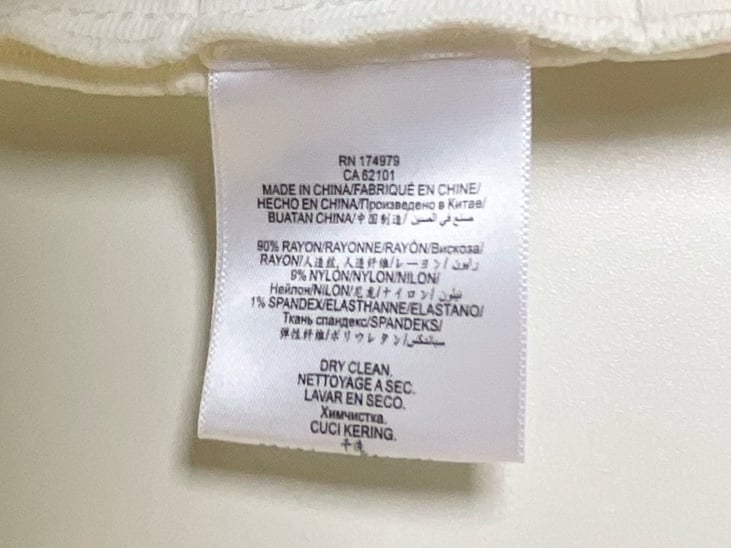 RN 174979
CA 62101
MADE IN CHINA/FABRIQUÉ EN CHINE/
HECHO EN CHINA/Произведено в Китае/
BUATAN CHINA/中国制造/ صنع في الصين
90% RAYON/RAYONNE/RAYÓN/Вискоза/
RAYON/人造丝, 人造纤维/レーヨン/ رايون/
9% NYLON/NYLON/NILÓN/
Нейлон/NILON/尼龙/ナイロン/ نيلون/
1% SPANDEX/ELASTHANNE/ELASTANO/
Ткань спандекс/SPANDEKS/
弹性纤维/ポリウレタン/سباندكس
DRY CLEAN.
NETTOYAGE A SEC.
LAVAR EN SECO.
Химчистка.
CUCI KERING.
干洗